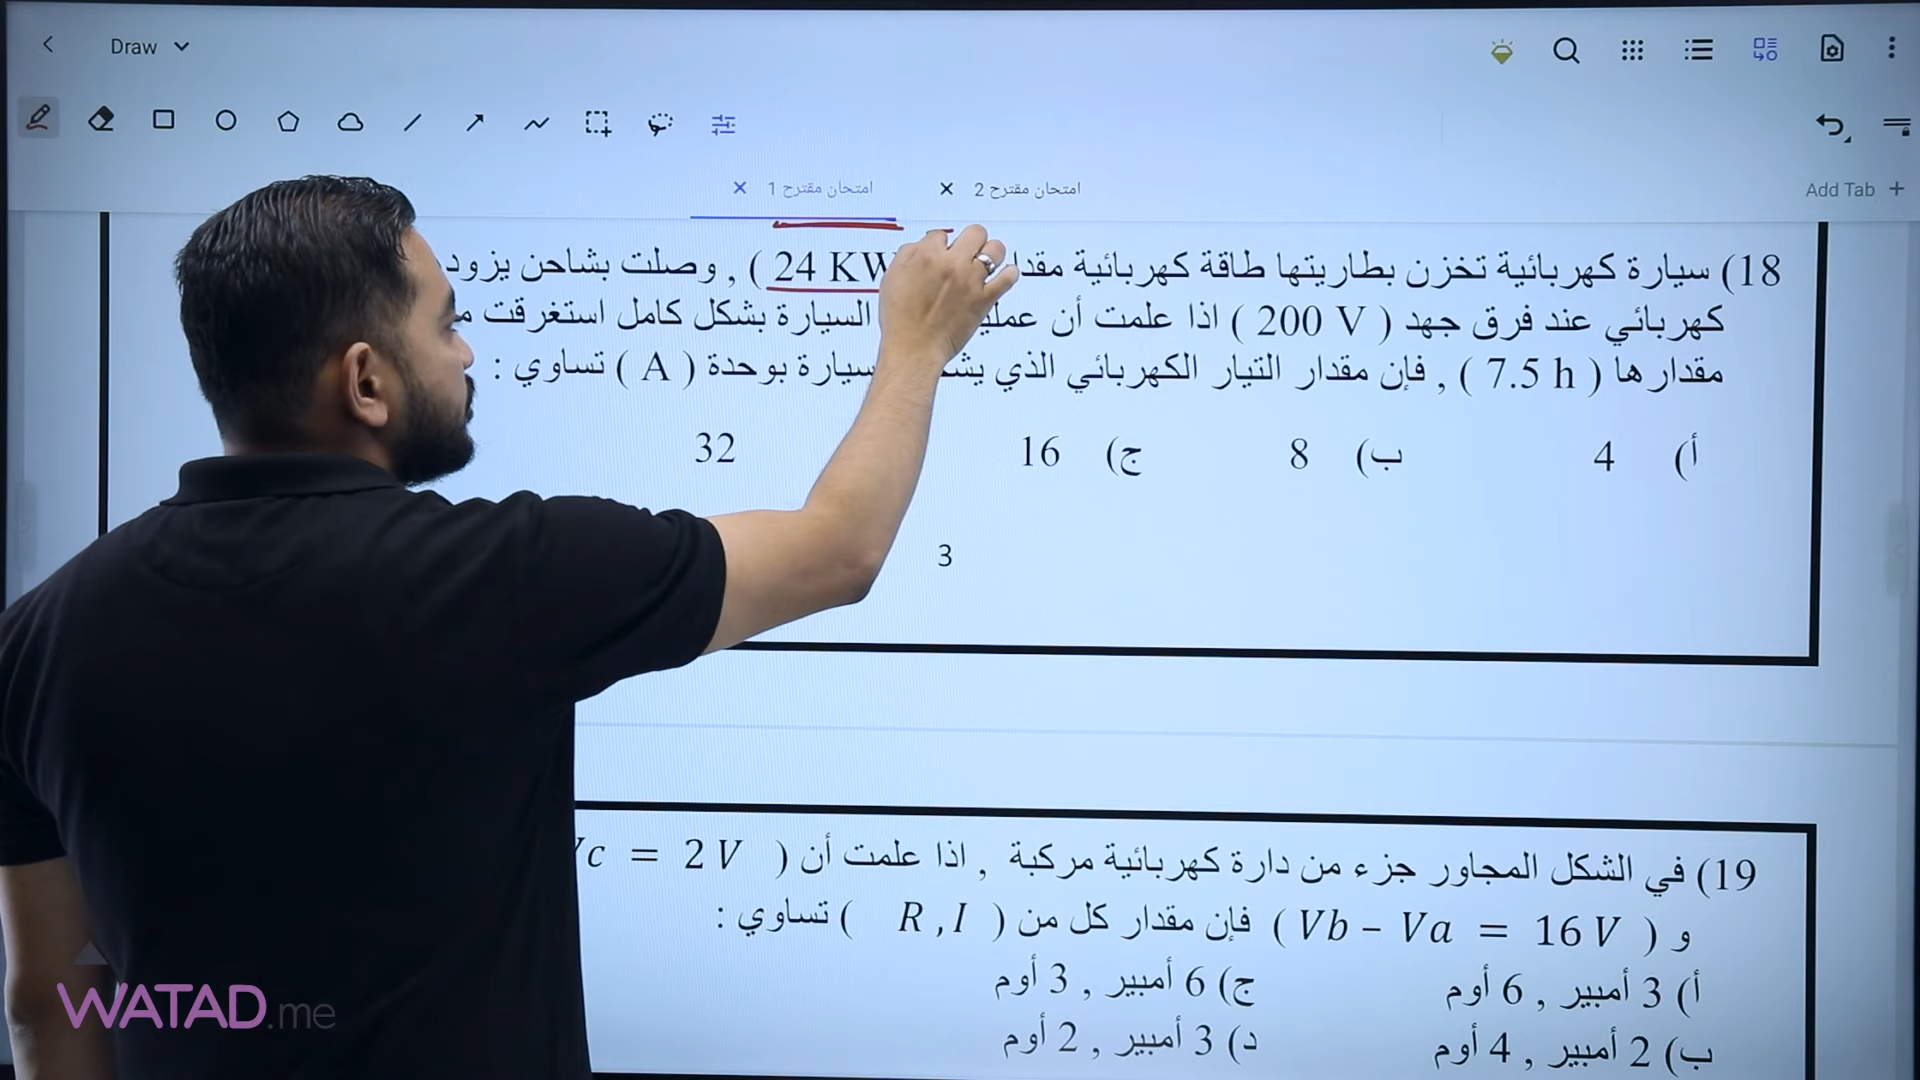 Draw
امتحان مقترح 1
امتحان مقترح 2
Add Tab
18) سيارة كهربائية تخزن بطاريتها طاقة كهربائية ( 24 KW , وصلت بشاحن
كهربائي عند فرق جهد ( 200 V ) اذا علمت أن السيارة بشكل كامل استغرقت
مقدارها ( 7.5 h ) , فإن مقدار التيار الكهربائي الذي بوحدة ( A ) تساوي :
أ) 4 ب) 8 ج) 16 32
3
19) في الشكل المجاور جزء من دارة كهربائية مركبة , اذا علمت أن ( Vc = 2 V
و ( Vb – Va = 16 V ) فإن مقدار كل من ( R , I ) تساوي :
أ) 3 أمبير , 6 أوم ج) 6 أمبير , 3 أوم
ب) 2 أمبير , 4 أوم د) 3 أمبير , 2 أوم
WATAD.me